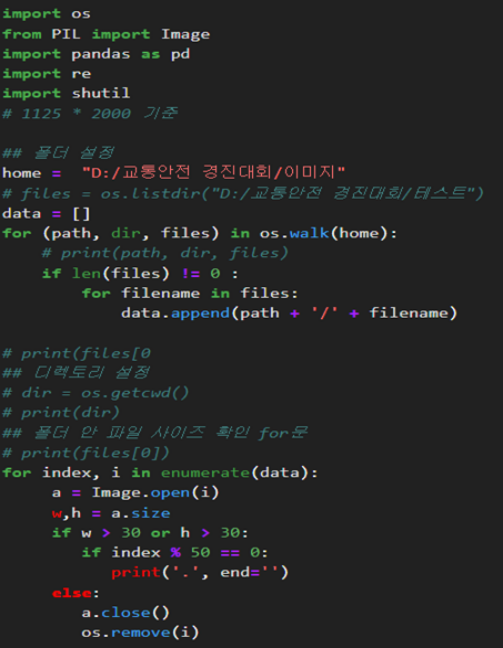 import os
from PIL import Image
import pandas as pd
import re
import shutil
# 1125 * 2000 기준
## 폴더 설정
home =  "D:/교통안전 경진대회/이미지"
# files = os.listdir("D:/교통안전 경진대회/테스트")
data = []
for (path, dir, files) in os.walk(home):
    # print(path, dir, files)
    if len(files) != 0 :
        for filename in files:
            data.append(path + '/' + filename)
# print(files[0
## 디렉토리 설정
# dir = os.getcwd()
# print(dir)
## 폴더 안 파일 사이즈 확인 for문
# print(files[0])
for index, i in enumerate(data):
     a = Image.open(i)
     w,h = a.size
     if w > 30 or h > 30:
        if index % 50 == 0:
           print('.', end='')
     else:
        a.close()
        os.remove(i)